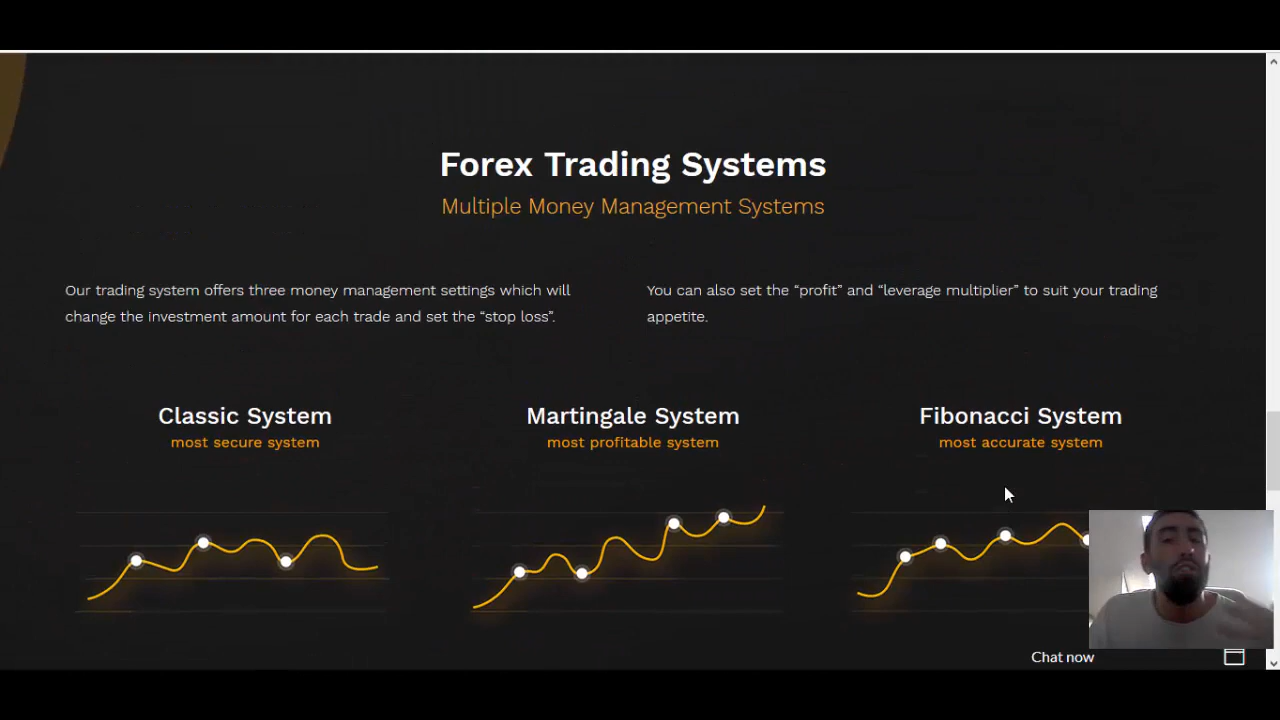 Forex Trading Systems
Multiple Money Management Systems
Our trading system offers three money management settings which will
change the investment amount for each trade and set the “stop loss”.
You can also set the “profit” and “leverage multiplier” to suit your trading
appetite.
Classic System
most secure system
Martingale System
most profitable system
Fibonacci System
most accurate system
Chat now